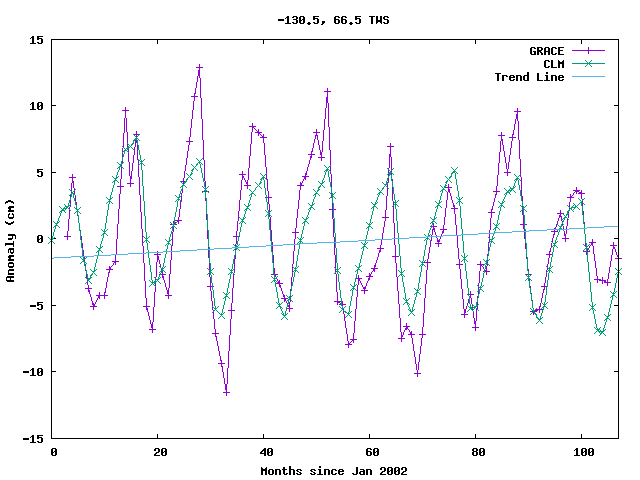 -130.5, 66.5 TWS
GRACE
CLM
Trend Line
15
10
5
0
-5
-10
-15
Anomaly (cm)
0 20 40 60 80 100
Months since Jan 2002